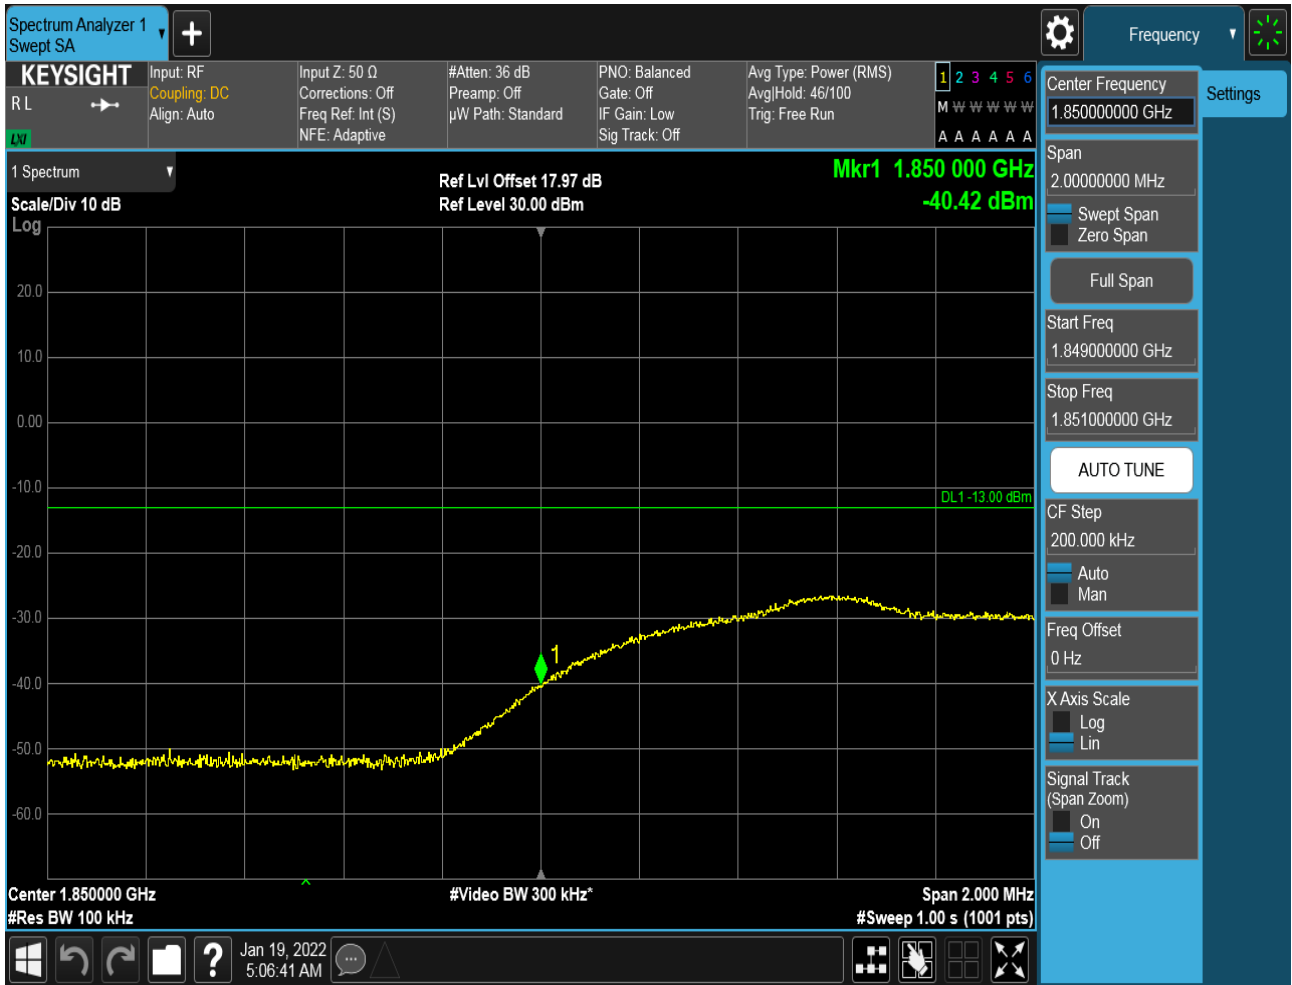 Spectrum Analyzer 1
Swept SA
Frequency
KEYSIGHT
R L
LXI
Input: RF
Coupling: DC
Align: Auto
Input Z: 50 Ω
Corrections: Off
Freq Ref: Int (S)
NFE: Adaptive
#Atten: 36 dB
Preamp: Off
µW Path: Standard
PNO: Balanced
Gate: Off
IF Gain: Low
Sig Track: Off
Avg Type: Power (RMS)
Avg|Hold: 46/100
Trig: Free Run
1 2 3 4 5 6
M W W W W W
A A A A A A
1 Spectrum
Scale/Div 10 dB
Log
Ref Lvl Offset 17.97 dB
Ref Level 30.00 dBm
Mkr1 1.850 000 GHz
-40.42 dBm
20.0
10.0
0.00
-10.0
DL1 -13.00 dBm
-20.0
-30.0
1
-40.0
-50.0
-60.0
Center 1.850000 GHz
#Video BW 300 kHz*
Span 2.000 MHz
#Res BW 100 kHz
#Sweep 1.00 s (1001 pts)
?
Jan 19, 2022
5:06:41 AM
Center Frequency
1.850000000 GHz
Settings
Span
2.00000000 MHz
Swept Span
Zero Span
Full Span
Start Freq
1.849000000 GHz
Stop Freq
1.851000000 GHz
AUTO TUNE
CF Step
200.000 kHz
Auto
Man
Freq Offset
0 Hz
X Axis Scale
Log
Lin
Signal Track
(Span Zoom)
On
Off